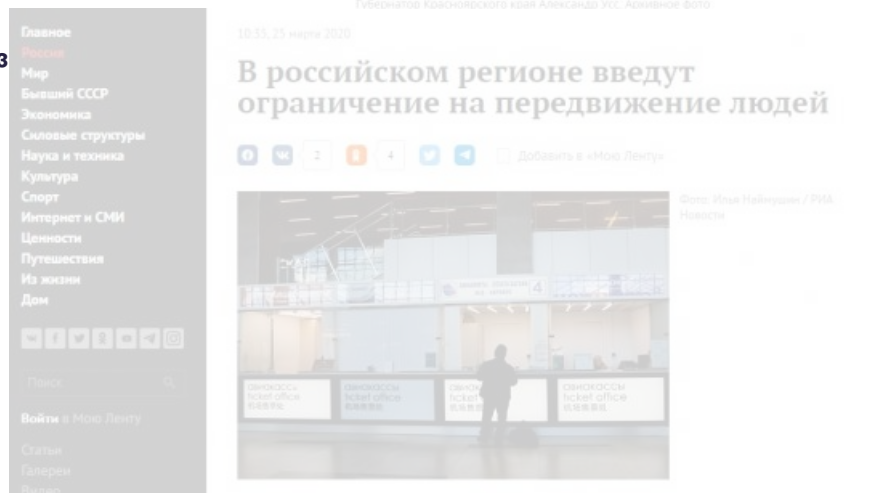 Губернатор Красноярского края Александр Усс. Архивное фото
З
Главное
Россия
Мир
Бывший СССР
Экономика
Силовые структуры
Наука и техника
Культура
Спорт
Интернет и СМИ
Ценности
Путешествия
Из жизни
Дом
Поиск
Войти в Мою Ленту
Статьи
Галереи
Видео
10:35, 25 марта 2020
В российском регионе введут
ограничение на передвижение людей
2
4
Добавить в «Мою Ленту»
Фото: Илья Наймушин / РИА
Новости
4
авиакассы
ticket office
авиакассы
ticket office
ticket office
авиакассы
ticket office